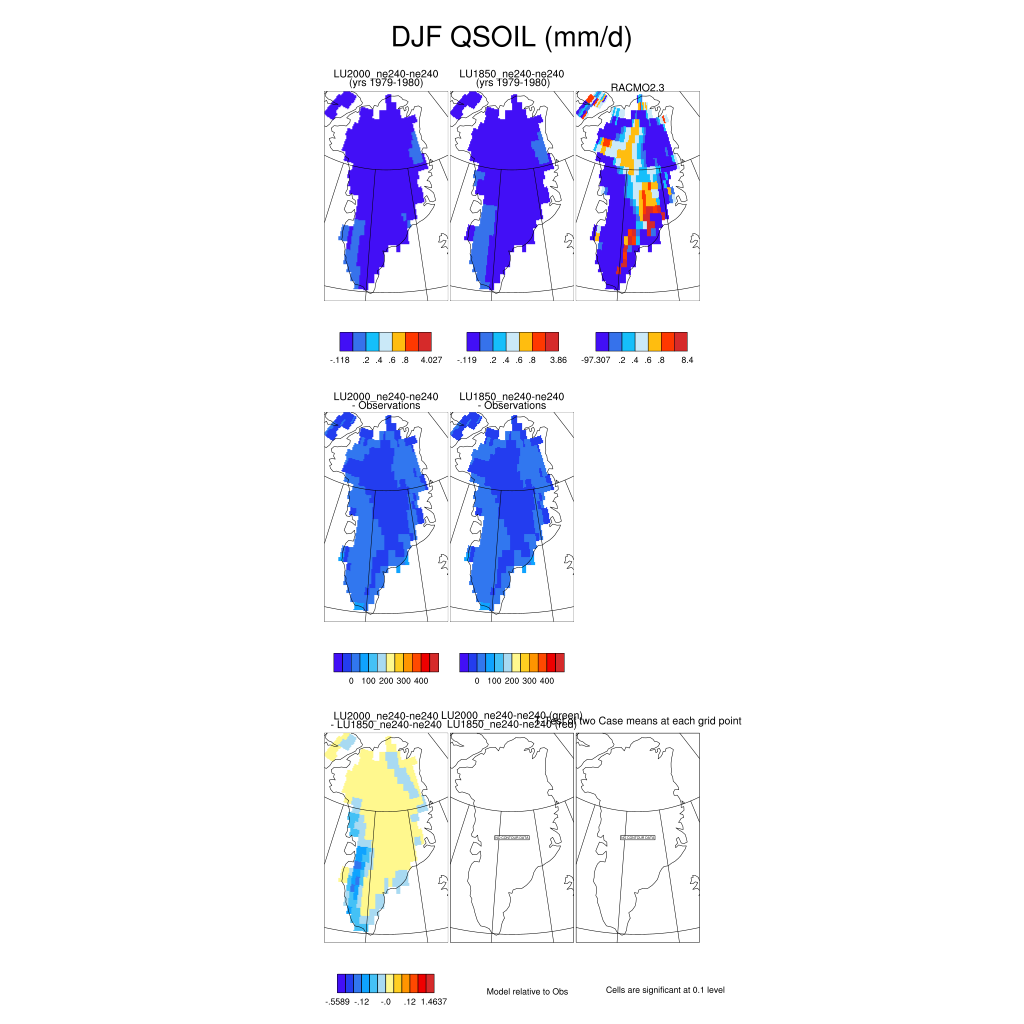 DJF QSOIL (mm/d)
LU2000_ne240-ne240
(yrs 1979-1980)
LU1850_ne240-ne240
(yrs 1979-1980)
RACMO2.3
-.118 .2 .4 .6 .8 4.027
-.119 .2 .4 .6 .8 3.86
-97.307 .2 .4 .6 .8 8.4
LU2000_ne240-ne240
- Observations
LU1850_ne240-ne240
- Observations
0 100 200 300 400
0 100 200 300 400
LU2000_ne240-ne240
- LU1850_ne240-ne240
LU2000_ne240-ne240 (green)
LU1850_ne240-ne240 (red)
of two Case means at each grid point
-.5589 -.12 -.0 .12 1.4637
Model relative to Obs
Cells are significant at 0.1 level